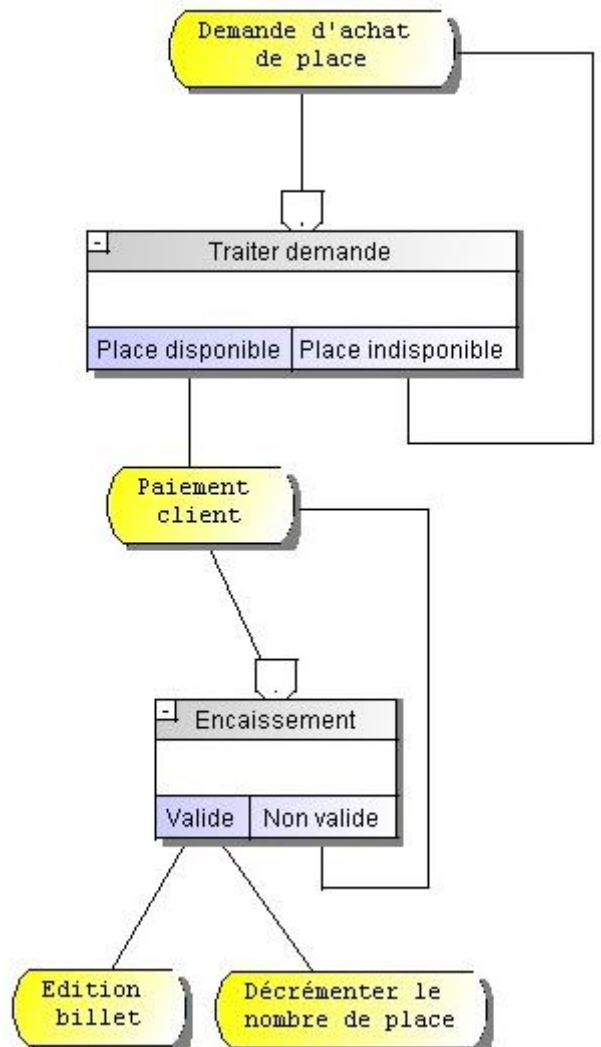 Demande d'achat
de place
Traiter demande
Place disponible
Place indisponible
Paiement
client
Encaissement
Valide
Non valide
Edition
billet
Décrémenter le
nombre de place